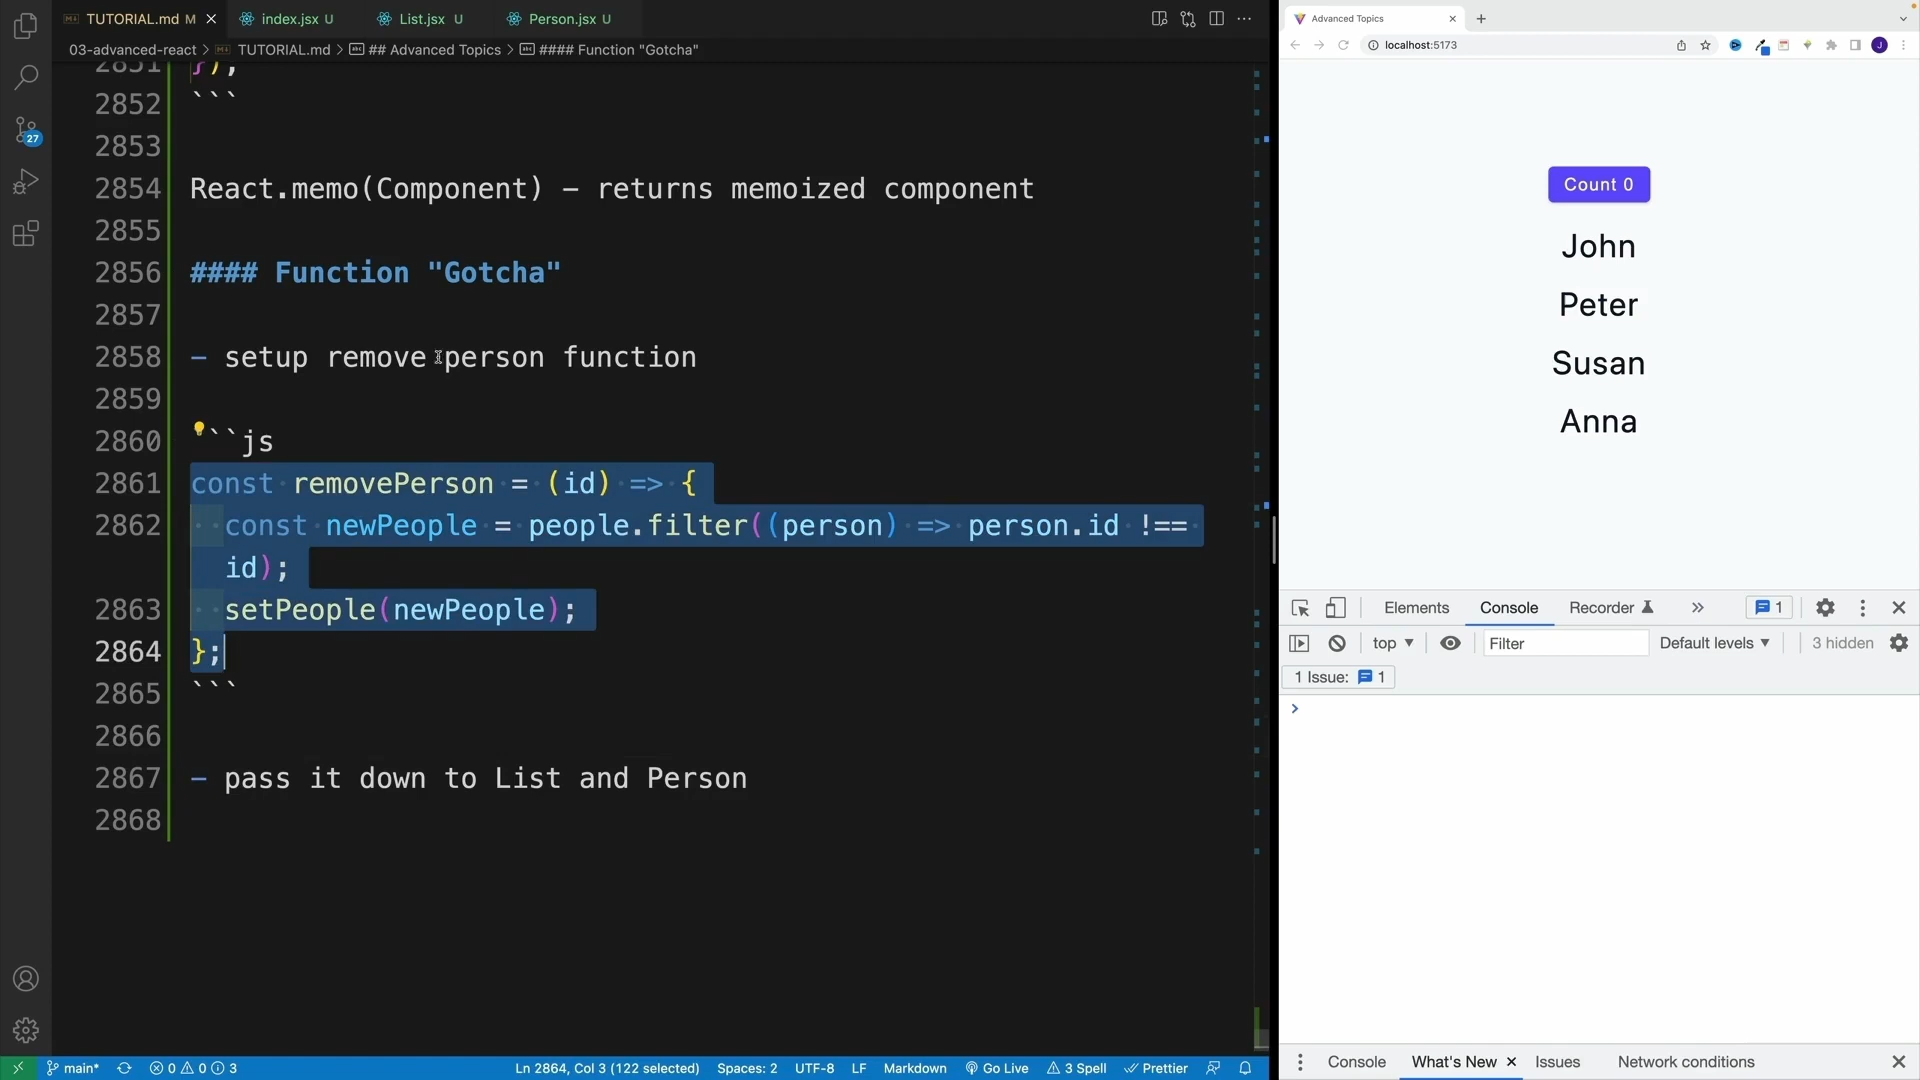 TUTORIAL.md M
index.jsx U
List.jsx U
Person.jsx U
03-advanced-react > TUTORIAL.md > ## Advanced Topics > #### Function "Gotcha"
2851 });
2852 ```
2853
2854 React.memo(Component) - returns memoized component
2855
2856 #### Function "Gotcha"
2857
2858 - setup remove person function
2859
2860 ```js
2861 const removePerson = (id) => {
2862 const newPeople = people.filter((person) => person.id !==
id);
2863 setPeople(newPeople);
2864 };
2865 ```
2866
2867 - pass it down to List and Person
2868
27
main*
0 0 3
Ln 2864, Col 3 (122 selected)
Spaces: 2
UTF-8
LF
Markdown
Go Live
3 Spell
Prettier
Advanced Topics
localhost:5173
J
Count 0
John
Peter
Susan
Anna
Elements
Console
Recorder
1
top
Filter
Default levels
3 hidden
1 Issue: 1
Console
What's New
Issues
Network conditions